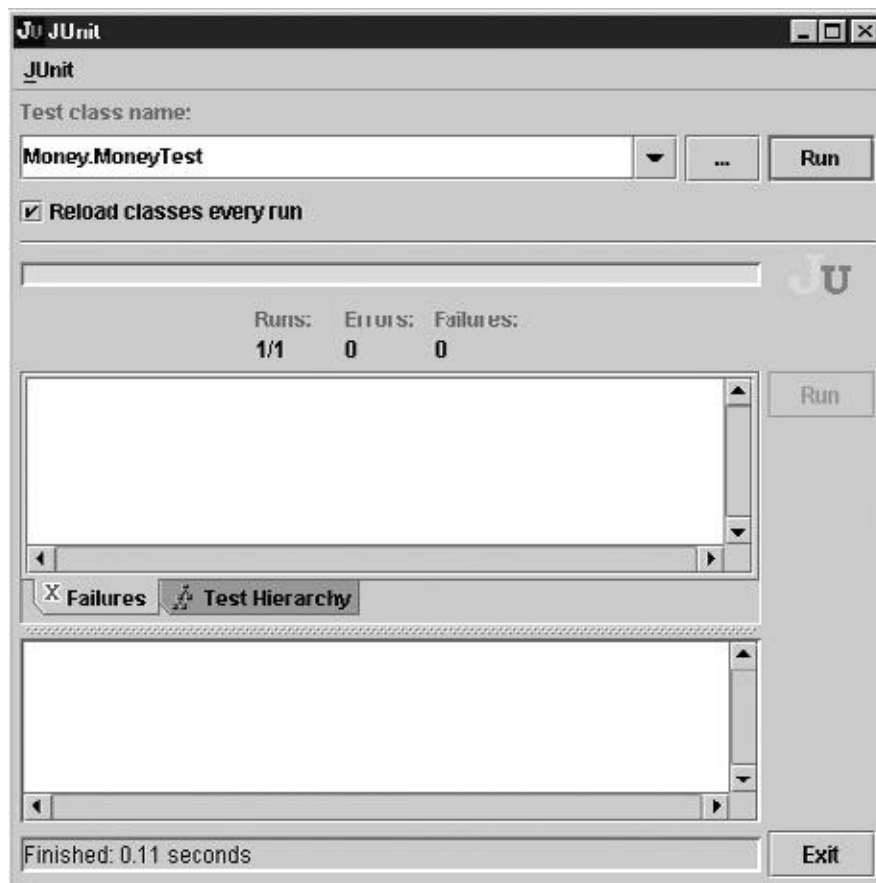 JU JUnit
JUnit
Test class name:
Money.MoneyTest ... Run
Reload classes every run
JU
Runs: Errors: Failures:
1/1 0 0
Run
X Failures Test Hierarchy
Finished: 0.11 seconds Exit